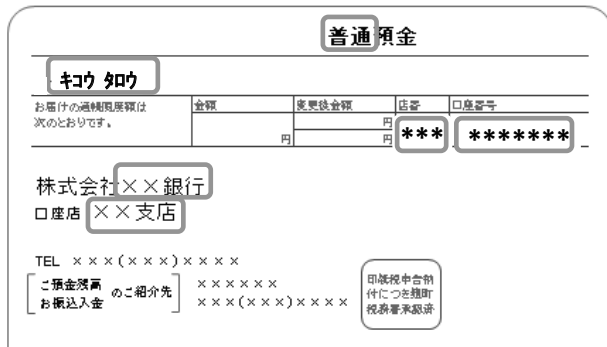 普通預金
キコウ タロウ
お届けの通帳限度額は
次のとおりです。
金額
円
変更後金額
円
円
店番
***
口座番号
*******
株式会社××銀行
口座店 ××支店
TEL ×××(×××)××××
ご預金残高
お振込入金
のご紹介先
××××××
×××(×××)××××
印紙税申告納
付につき麹町
税務署承認済